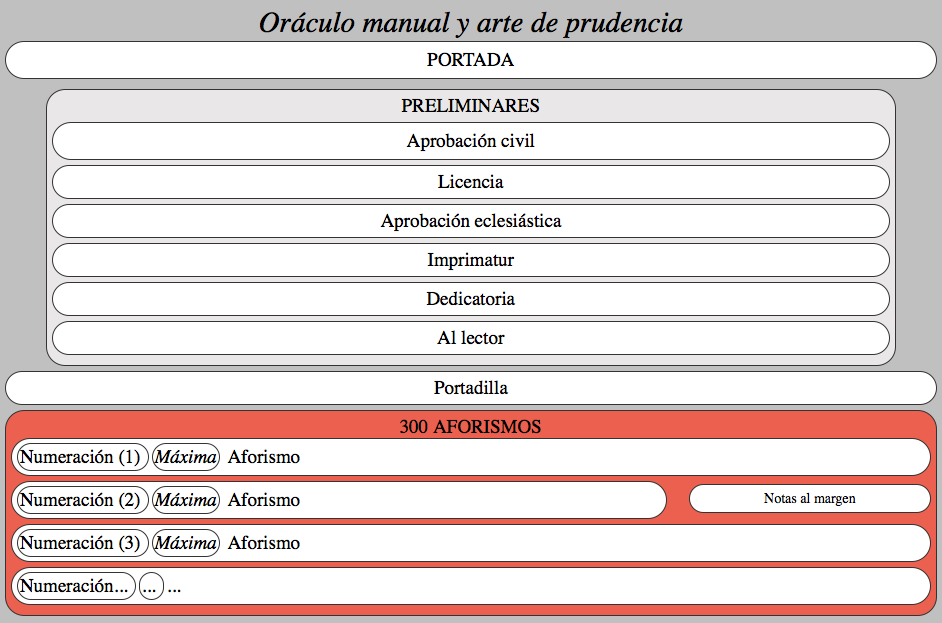 Oráculo manual y arte de prudencia
PORTADA
PRELIMINARES
Aprobación civil
Licencia
Aprobación eclesiástica
Imprimatur
Dedicatoria
Al lector
Portadilla
300 AFORISMOS
Numeración (1) Máxima Aforismo
Numeración (2) Máxima Aforismo Notas al margen
Numeración (3) Máxima Aforismo
Numeración... ... ...